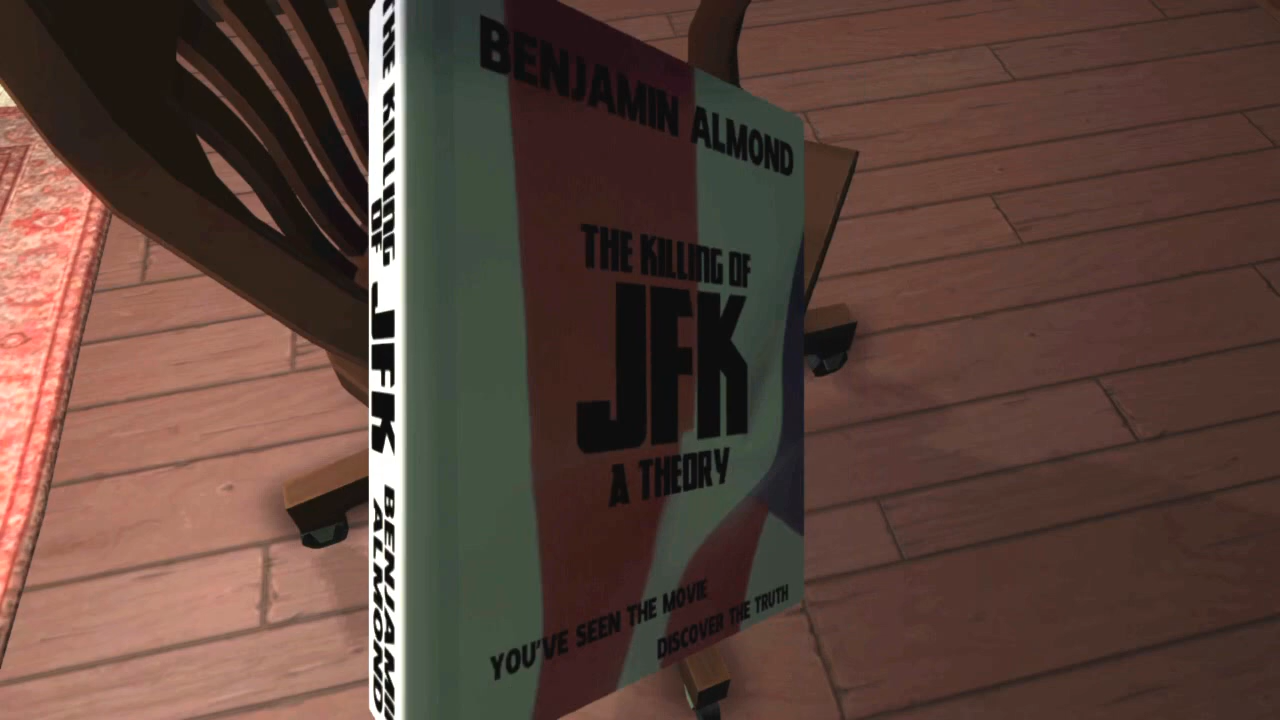 BENJAMIN ALMOND
THE KILLING OF
JFK
A THEORY
YOU'VE SEEN THE MOVIE
DISCOVER THE TRUTH
THE KILLING
OF
JFK
BENJAMIN
ALMOND